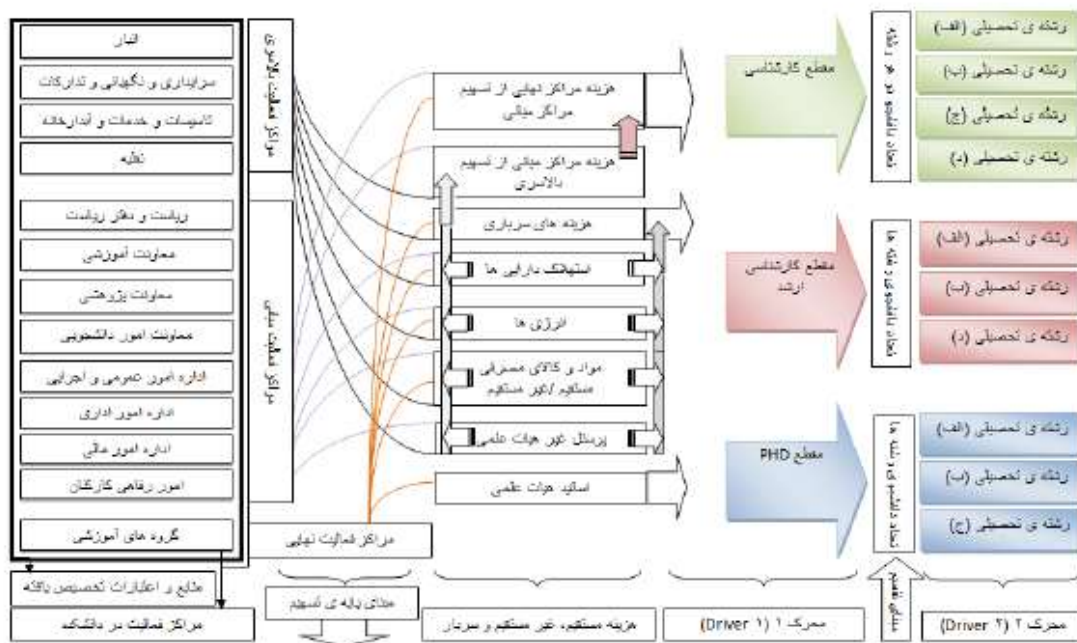 انبار
سرایداری و نگهبانی و تدارکات
تاسیسات و خدمات و آبدارخانه
نقلیه
ریاست و دفتر ریاست
معاونت آموزشی
معاونت پژوهشی
معاونت امور دانشجویی
اداره امور عمومی و اجرایی
اداره امور اداری
اداره امور مالی
امور رفاهی کارکنان
گروه های آموزشی
منابع و اعتبارات تخصیص یافته
مراکز فعالیت در دانشکده
مراکز فعالیت بالاسری
مراکز فعالیت میانی
مراکز فعالیت نهایی
مبنای پایه ی تسهیم
هزینه مراکز نهایی از تسهیم
مراکز میانی
هزینه مراکز میانی از تسهیم
بالاسری
هزینه های سرباری
استهلاک دارایی ها
انرژی ها
مواد و کالای مصرفی
مستقیم /غیر مستقیم
پرسنل غیر هیات علمی
اساتید هیات علمی
هزینه مستقیم، غیر مستقیم و سربار
مقطع کارشناسی
مقطع کارشناسی
ارشد
مقطع PHD
محرک ۱ (Driver ۱)
تعداد دانشجو در هر رشته
تعداد دانشجوی رشته ها
تعداد دانشجوی رشته ها
مبنای تسهیم
رشته ی تحصیلی (الف)
رشته ی تحصیلی (ب)
رشته ی تحصیلی (ج)
رشته ی تحصیلی (د)
رشته ی تحصیلی (الف)
رشته ی تحصیلی (ب)
رشته ی تحصیلی (د)
رشته ی تحصیلی (الف)
رشته ی تحصیلی (ب)
رشته ی تحصیلی (ج)
محرک ۲ (Driver ۲)